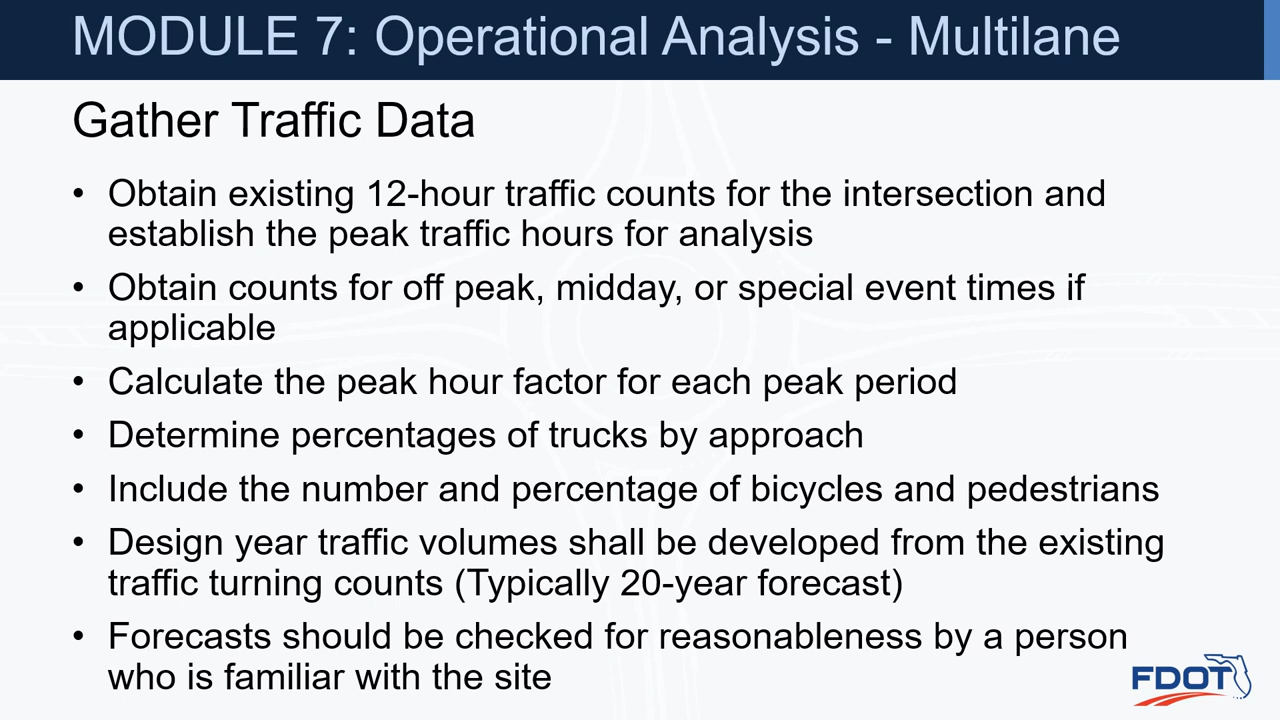 MODULE 7: Operational Analysis - Multilane
Gather Traffic Data
• Obtain existing 12-hour traffic counts for the intersection and
establish the peak traffic hours for analysis
• Obtain counts for off peak, midday, or special event times if
applicable
• Calculate the peak hour factor for each peak period
• Determine percentages of trucks by approach
• Include the number and percentage of bicycles and pedestrians
• Design year traffic volumes shall be developed from the existing
traffic turning counts (Typically 20-year forecast)
• Forecasts should be checked for reasonableness by a person
who is familiar with the site
FDOT